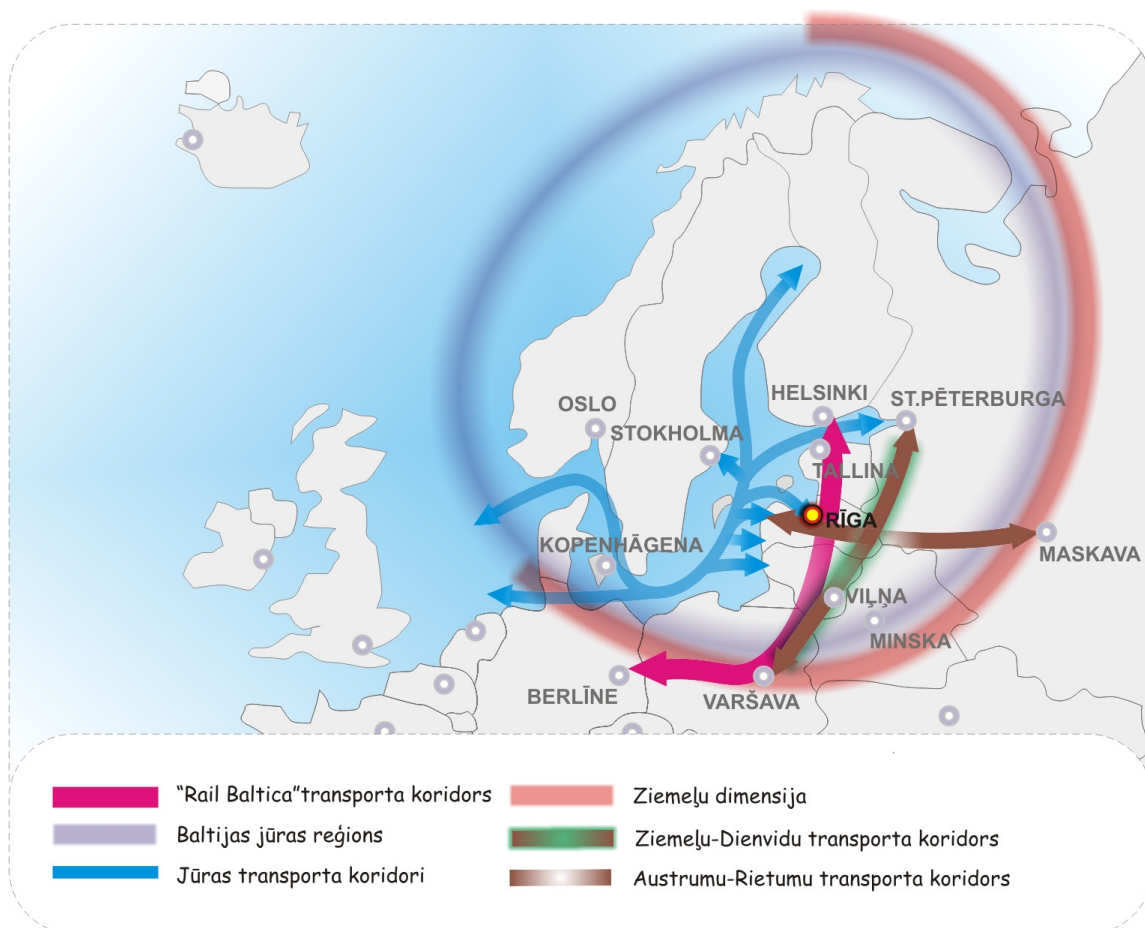 HELSINKI
ST.PĒTERBURGA
OSLO
STOKHOLMA
TALLINA
RĪGA
KOPENHĀGENA
MASKAVA
VIĻŅA
MINSKA
BERLĪNE
VARŠAVA
"Rail Baltica"transporta koridors
Baltijas jūras reģions
Jūras transporta koridori
Ziemeļu dimensija
Ziemeļu-Dienvidu transporta koridors
Austrumu-Rietumu transporta koridors